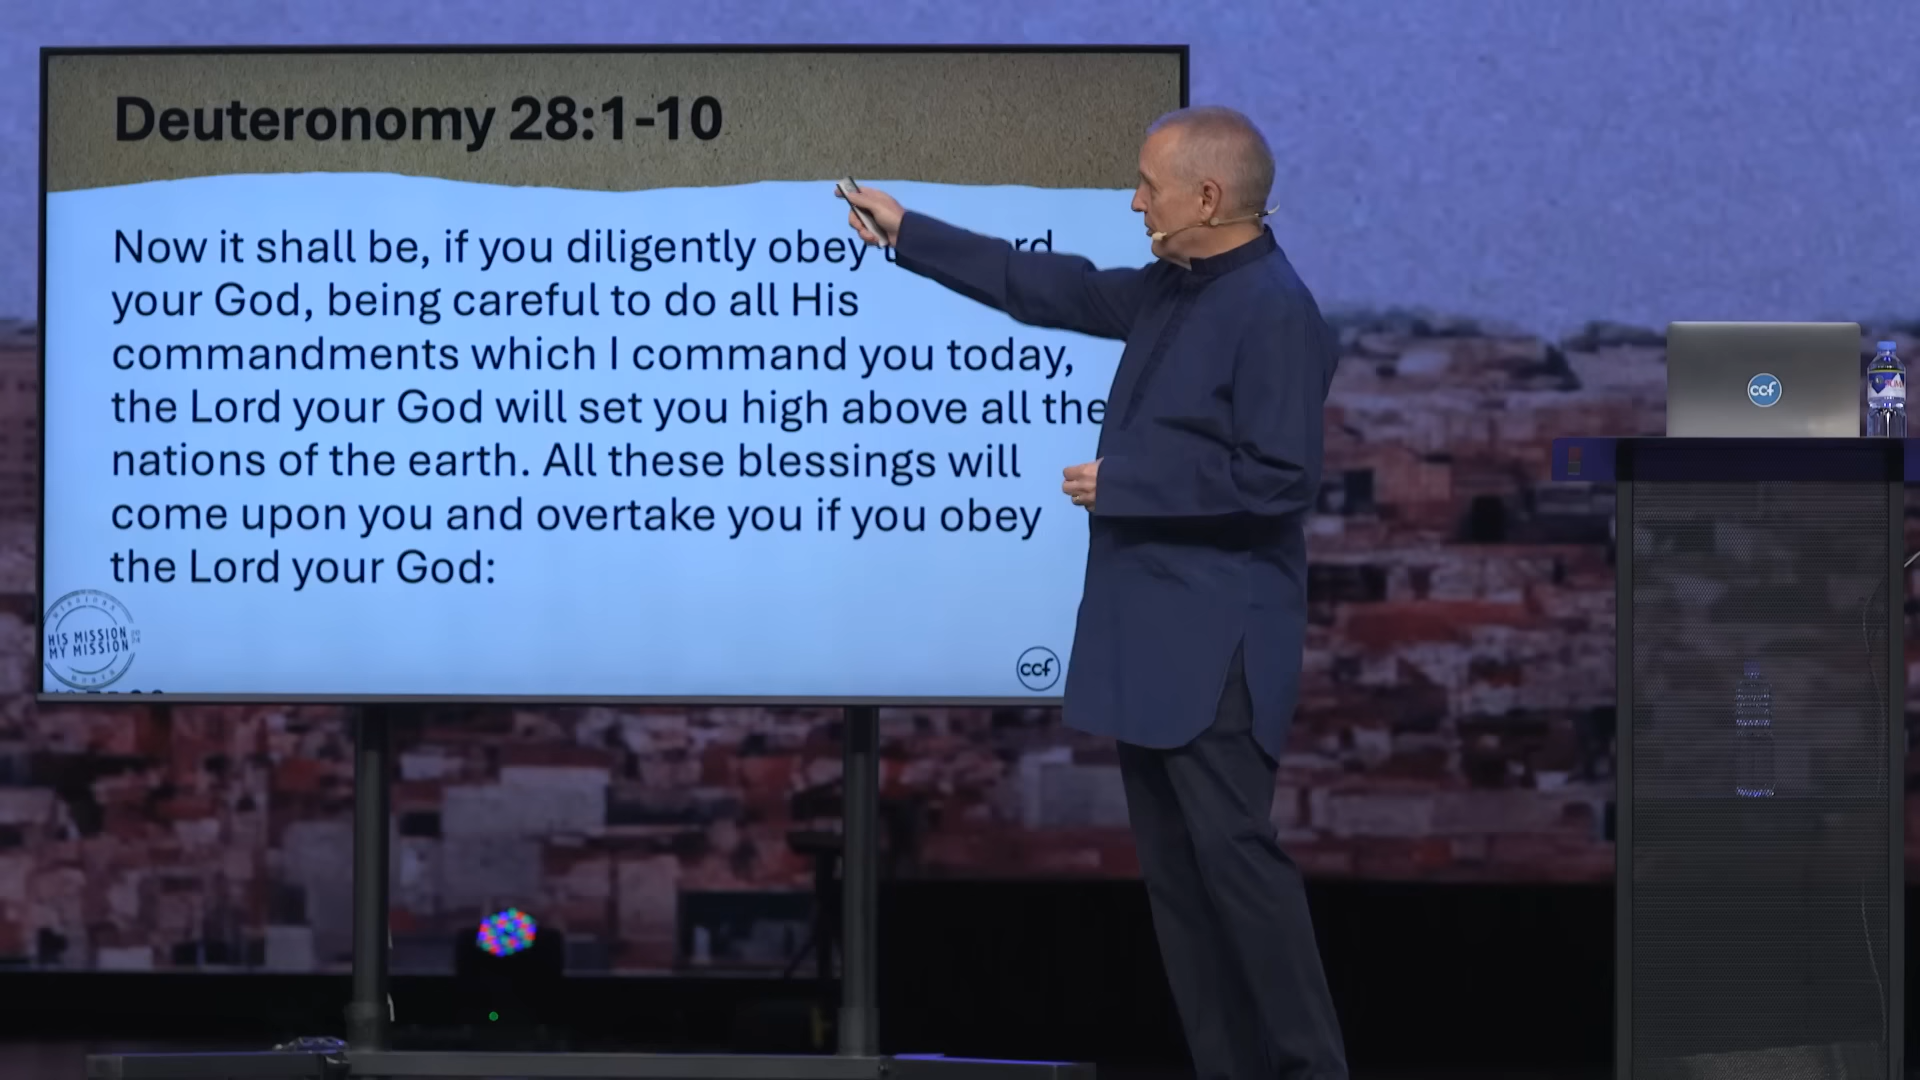 Deuteronomy 28:1-10
Now it shall be, if you diligently obey
your God, being careful to do all His
commandments which I command you today,
the Lord your God will set you high above all the
nations of the earth. All these blessings will
come upon you and overtake you if you obey
the Lord your God:
HIS MISSION
MY MISSION
ccf
ccf